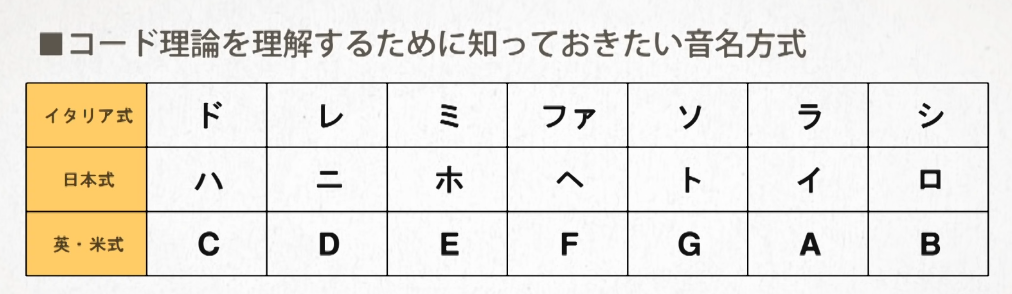 ■コード理論を理解するために知っておきたい音名方式
イタリア式 ド レ ミ ファ ソ ラ シ
日本式 ハ ニ ホ ヘ ト イ ロ
英・米式 C D E F G A B